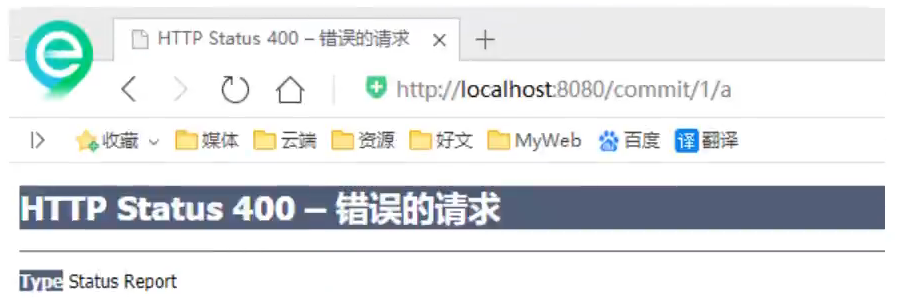 HTTP Status 400 – 错误的请求
http://localhost:8080/commit/1/a
收藏 媒体 云端 资源 好文 MyWeb 百度 译 翻译
HTTP Status 400 – 错误的请求
Type Status Report